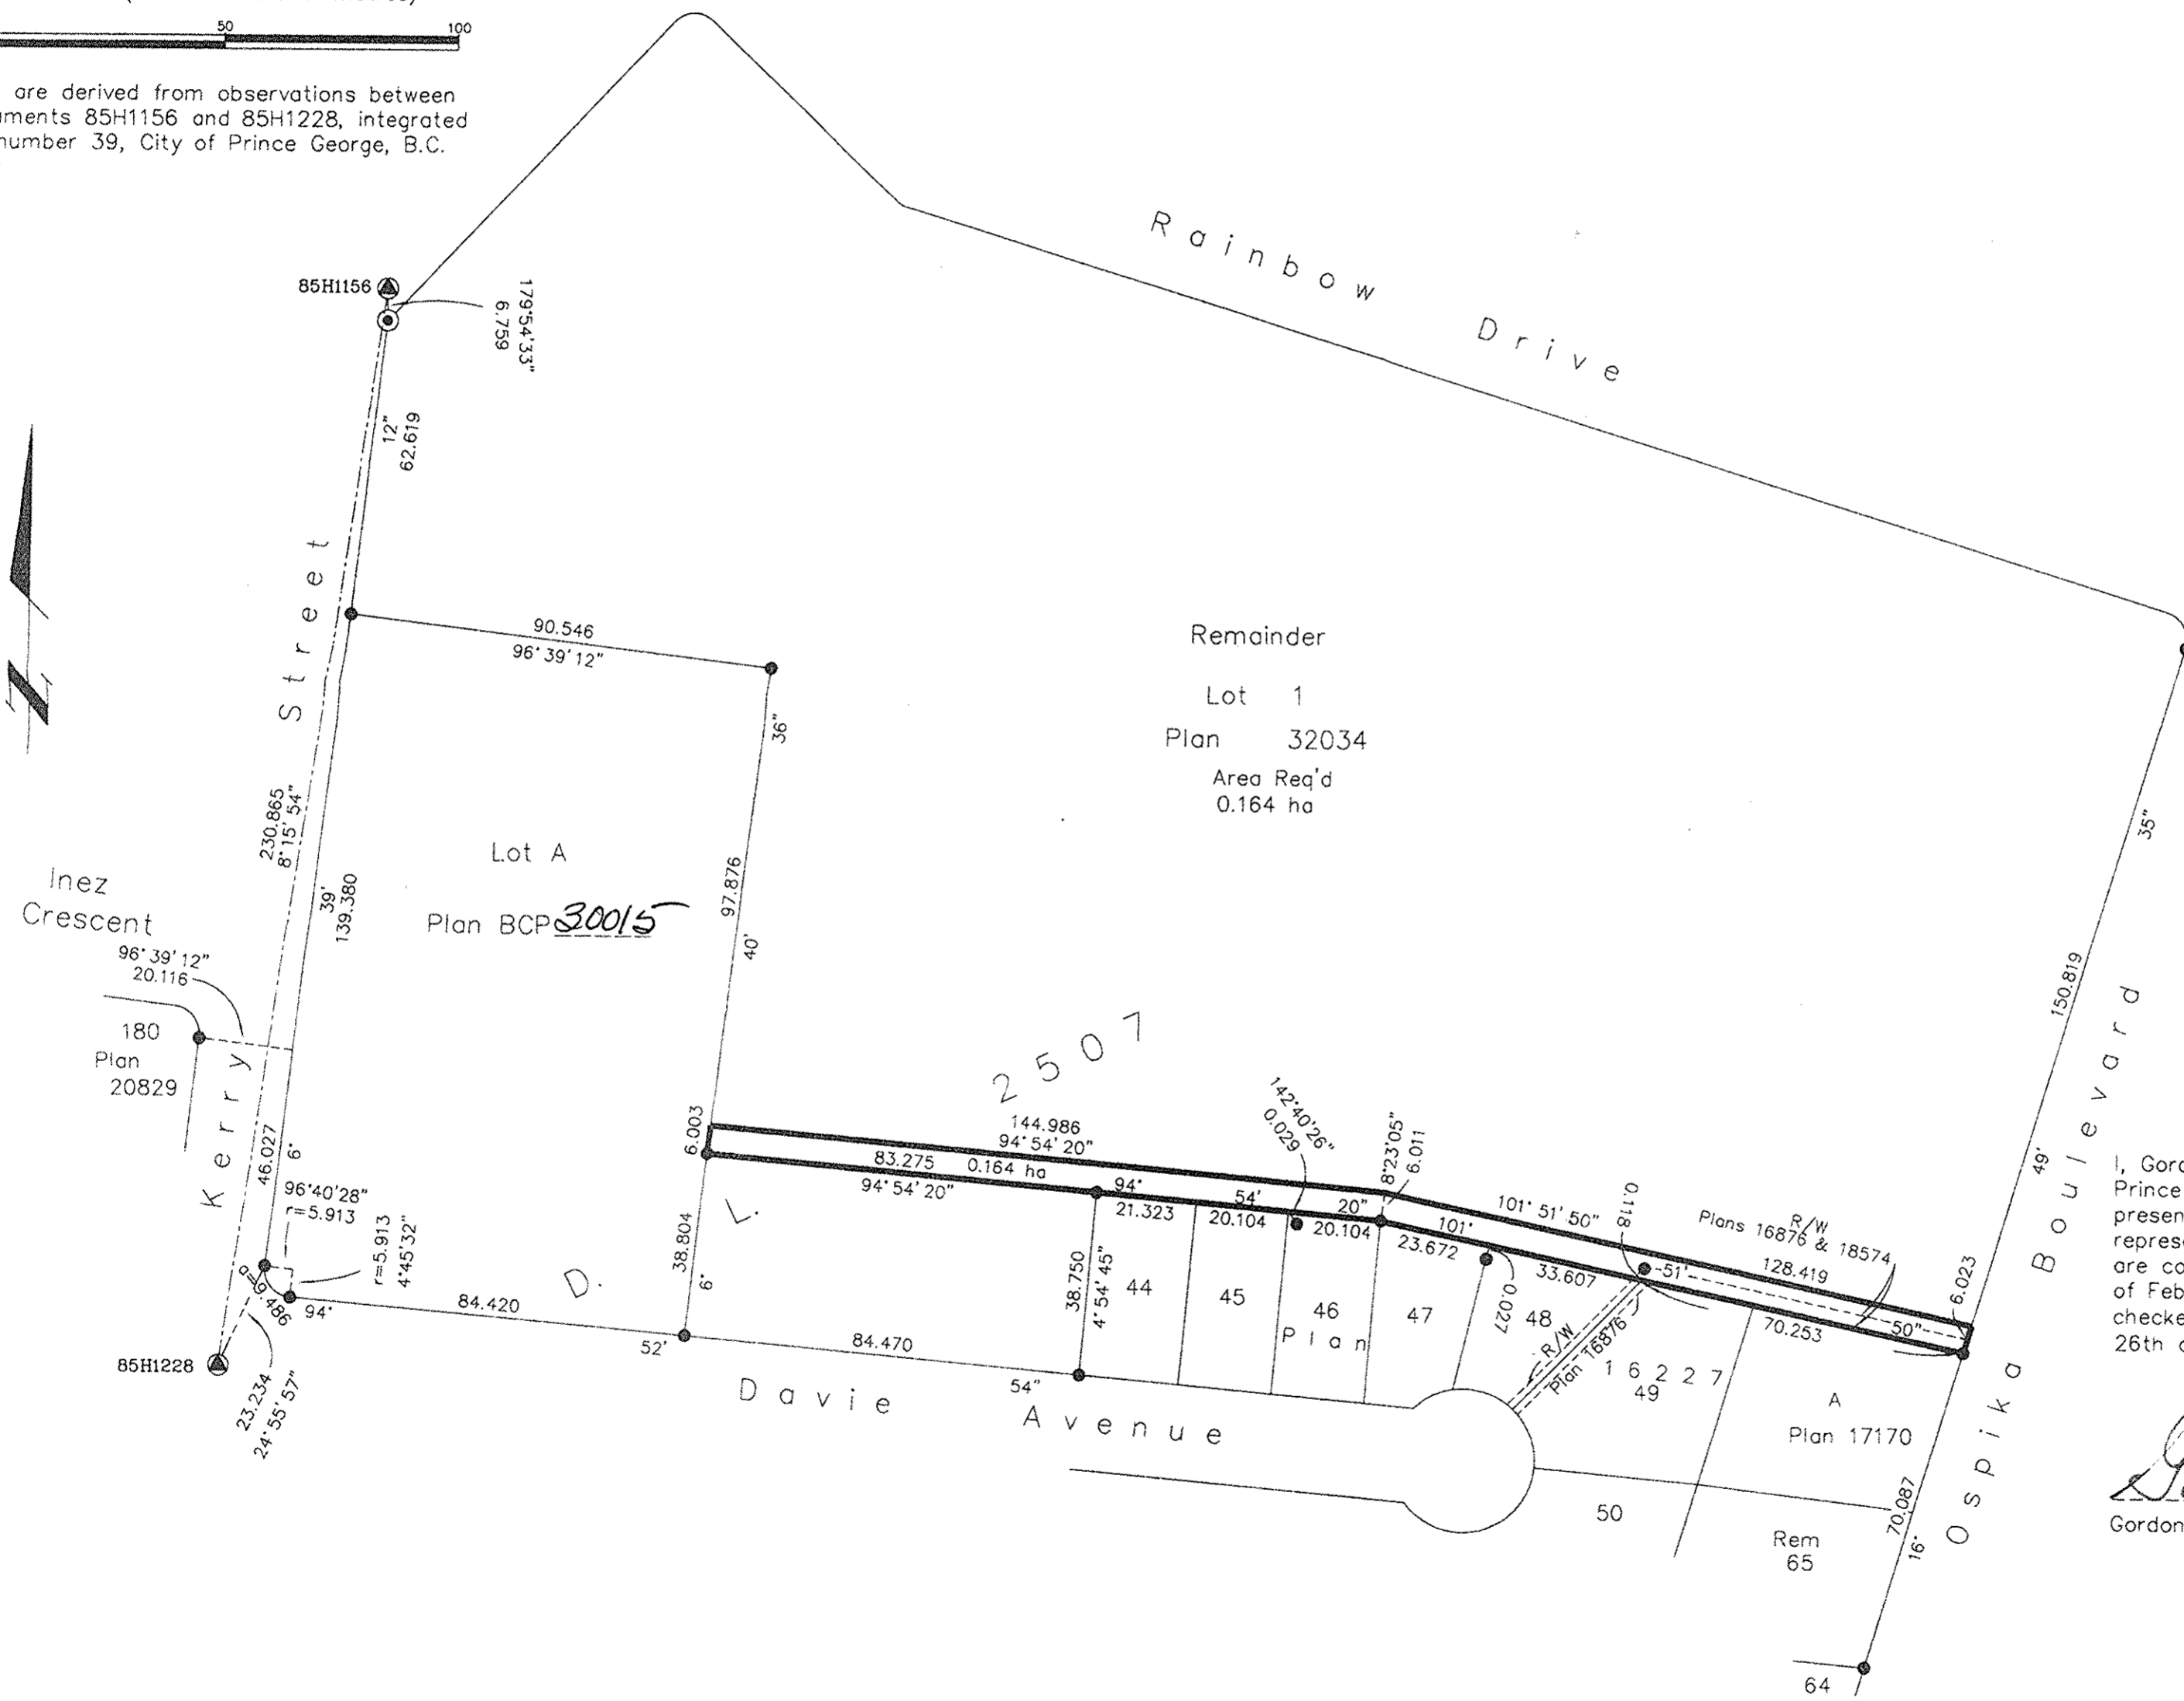 50
100
are derived from observations between
uments 85H1156 and 85H1228, integrated
number 39, City of Prince George, B.C.
Rainbow Drive
85H1156
179°54'33"
6.759
12"
62.619
N
Kerry Street
90.546
96°39'12"
36"
Remainder
Lot 1
Plan 32034
Area Req'd
0.164 ha
35"
230.865
8°15'54"
39'
139.380
Lot A
Plan BCP 30015
97.876
40'
Inez
Crescent
96°39'12"
20.116
180
Plan
20829
150.819
49'
Ospika Boulevard
D. L. 2507
6.003
144.986
94°54'20"
83.275 0.164 ha
94°54'20"
142°40'26"
0.029
8°23'05"
6.011
94° 54' 20"
21.323
20.104
20.104
101°51'50"
101°
23.672
33.607
0.118
51'
R/W
Plans 16876 & 18574
128.419
6.023
70.253
50"
46.027
6°
96°40'28"
r=5.913
r=5.913
4°45'32"
a=9.486
94°
84.420
38.804
6°
52'
84.470
54"
38.750
4°54'45"
44
45
46
47
48
0.027
Plan
16227
49
R/W
Plan 16876
A
Plan 17170
85H1228
23.234
24°55'57"
Davie Avenue
50
Rem
65
70.087
16°
64
I, Gord
Prince
presen
repres
are co
of Feb
checke
26th d
Gordon